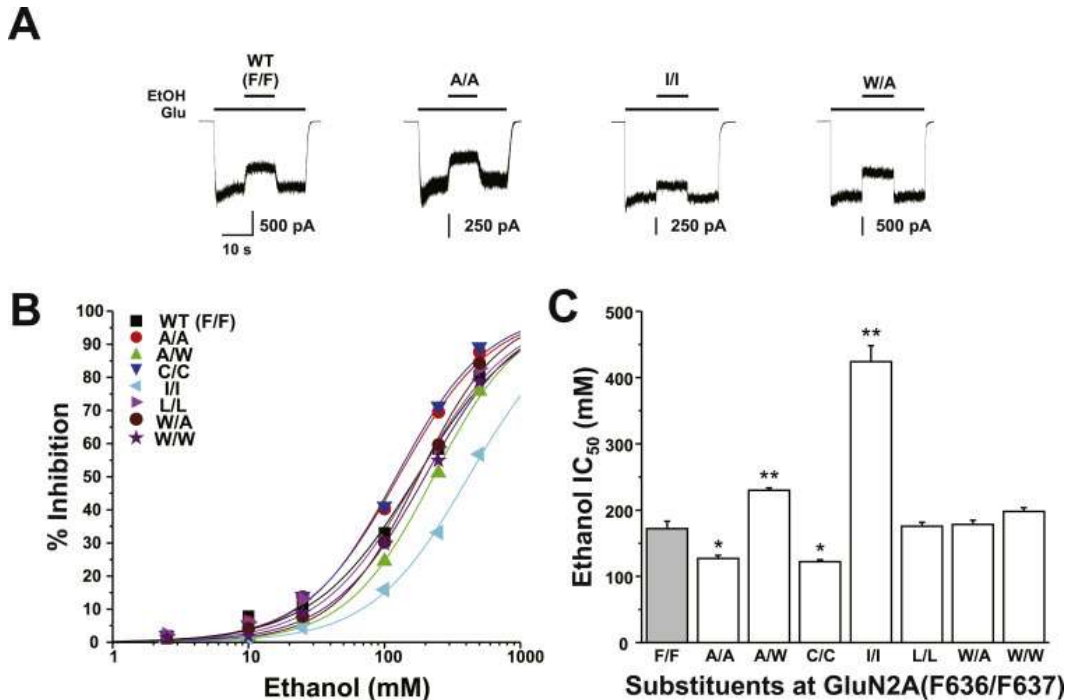 A
WT
(F/F)
A/A
I/I
W/A
EtOH
Glu
500 pA
10 s
250 pA
250 pA
500 pA
B
% Inhibition
100
90
80
70
60
50
40
30
20
10
0
1
10
100
1000
Ethanol (mM)
WT (F/F)
A/A
A/W
C/C
I/I
L/L
W/A
W/W
C
Ethanol IC50 (mM)
500
400
300
200
100
0
*
**
*
**
F/F
A/A
A/W
C/C
I/I
L/L
W/A
W/W
Substituents at GluN2A(F636/F637)